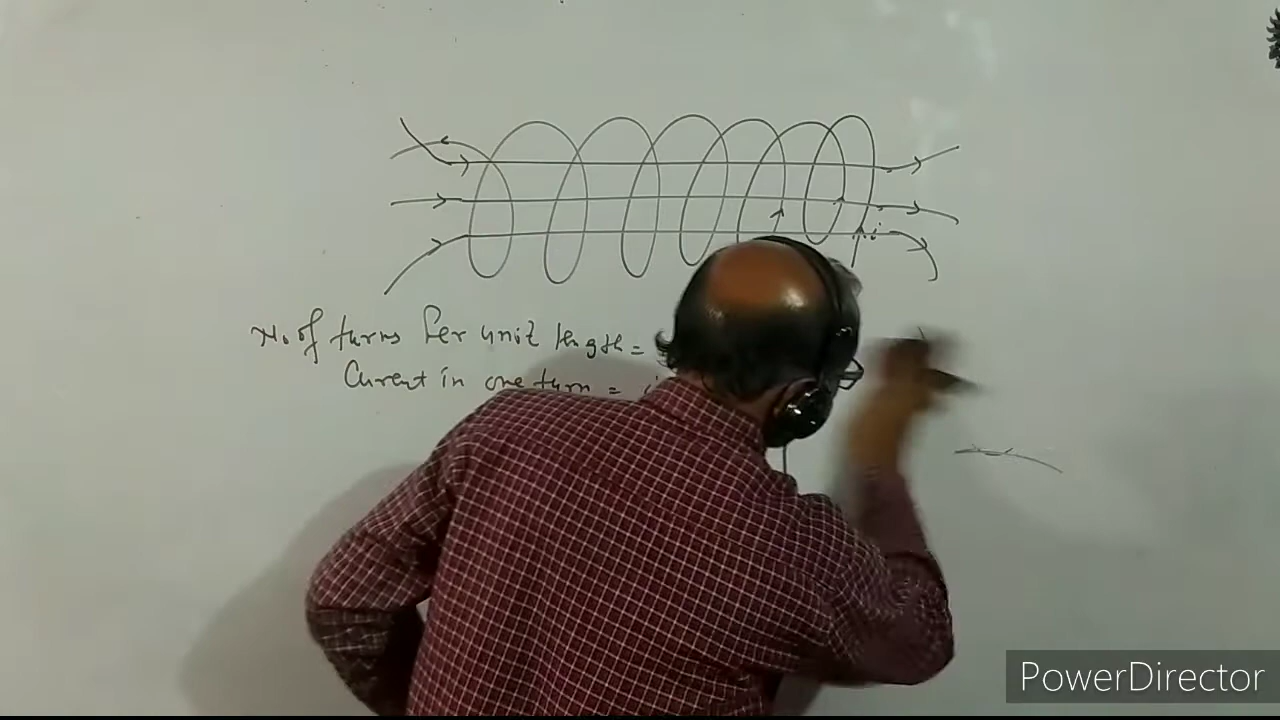 i
No. of turns Per unit length =
Current in one turn =
PowerDirector